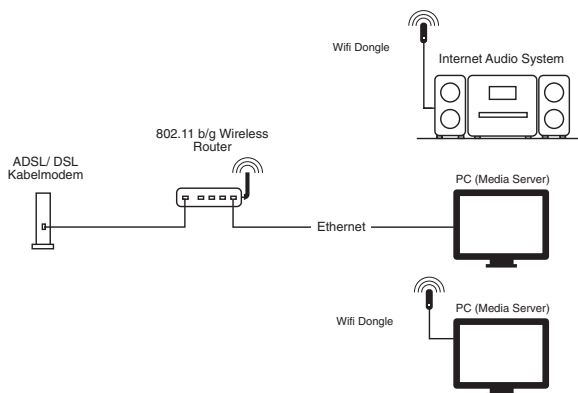 Wifi Dongle
Internet Audio System
802.11 b/g Wireless
Router
ADSL/ DSL
Kabelmodem
PC (Media Server)
Ethernet
PC (Media Server)
Wifi Dongle